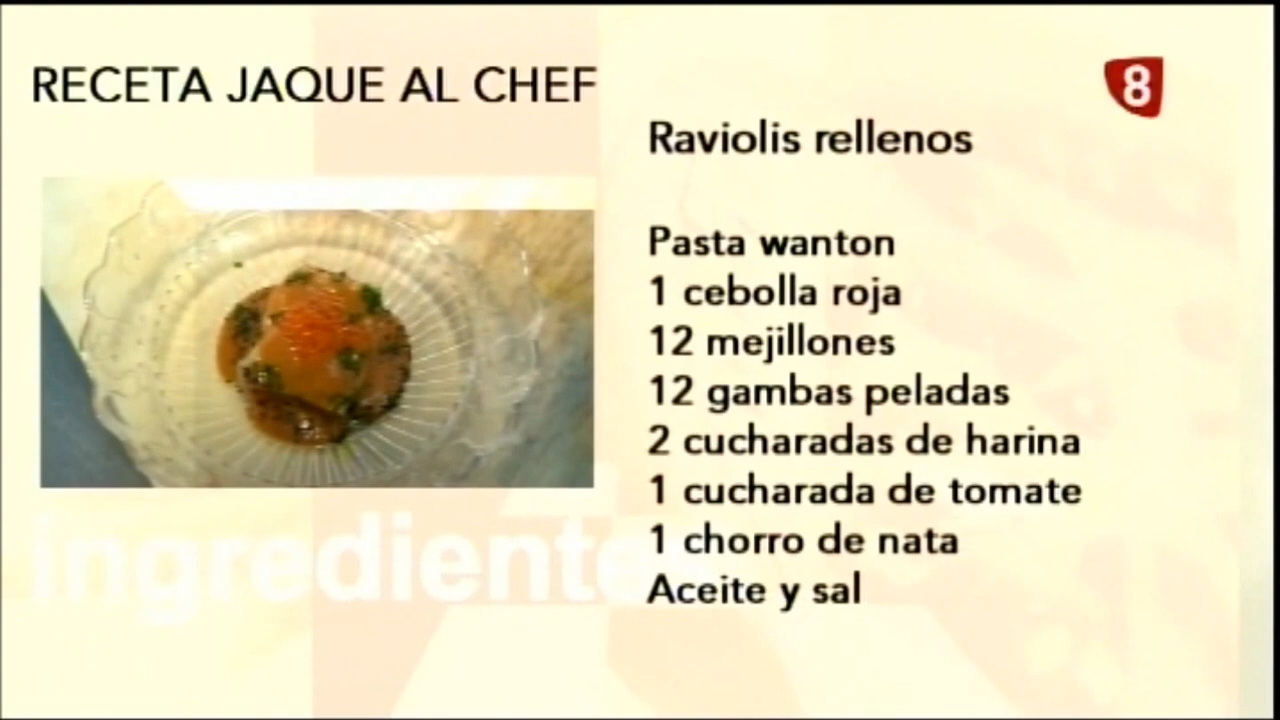 RECETA JAQUE AL CHEF
8
Raviolis rellenos
Pasta wanton
1 cebolla roja
12 mejillones
12 gambas peladas
2 cucharadas de harina
1 cucharada de tomate
1 chorro de nata
Aceite y sal
Ingrediente